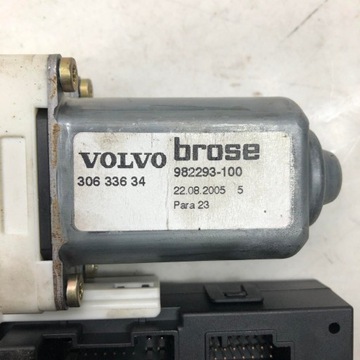 VOLVO brose
306 336 34 982293-100
22.08.2005 5
Para 23